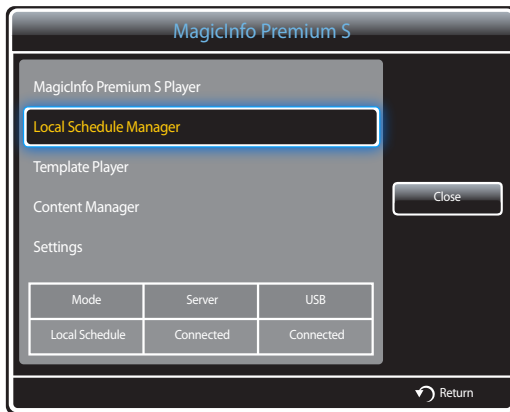 MagicInfo Premium S
MagicInfo Premium S Player
Local Schedule Manager
Template Player
Content Manager
Settings
Close
Mode Server USB
Local Schedule Connected Connected
Return